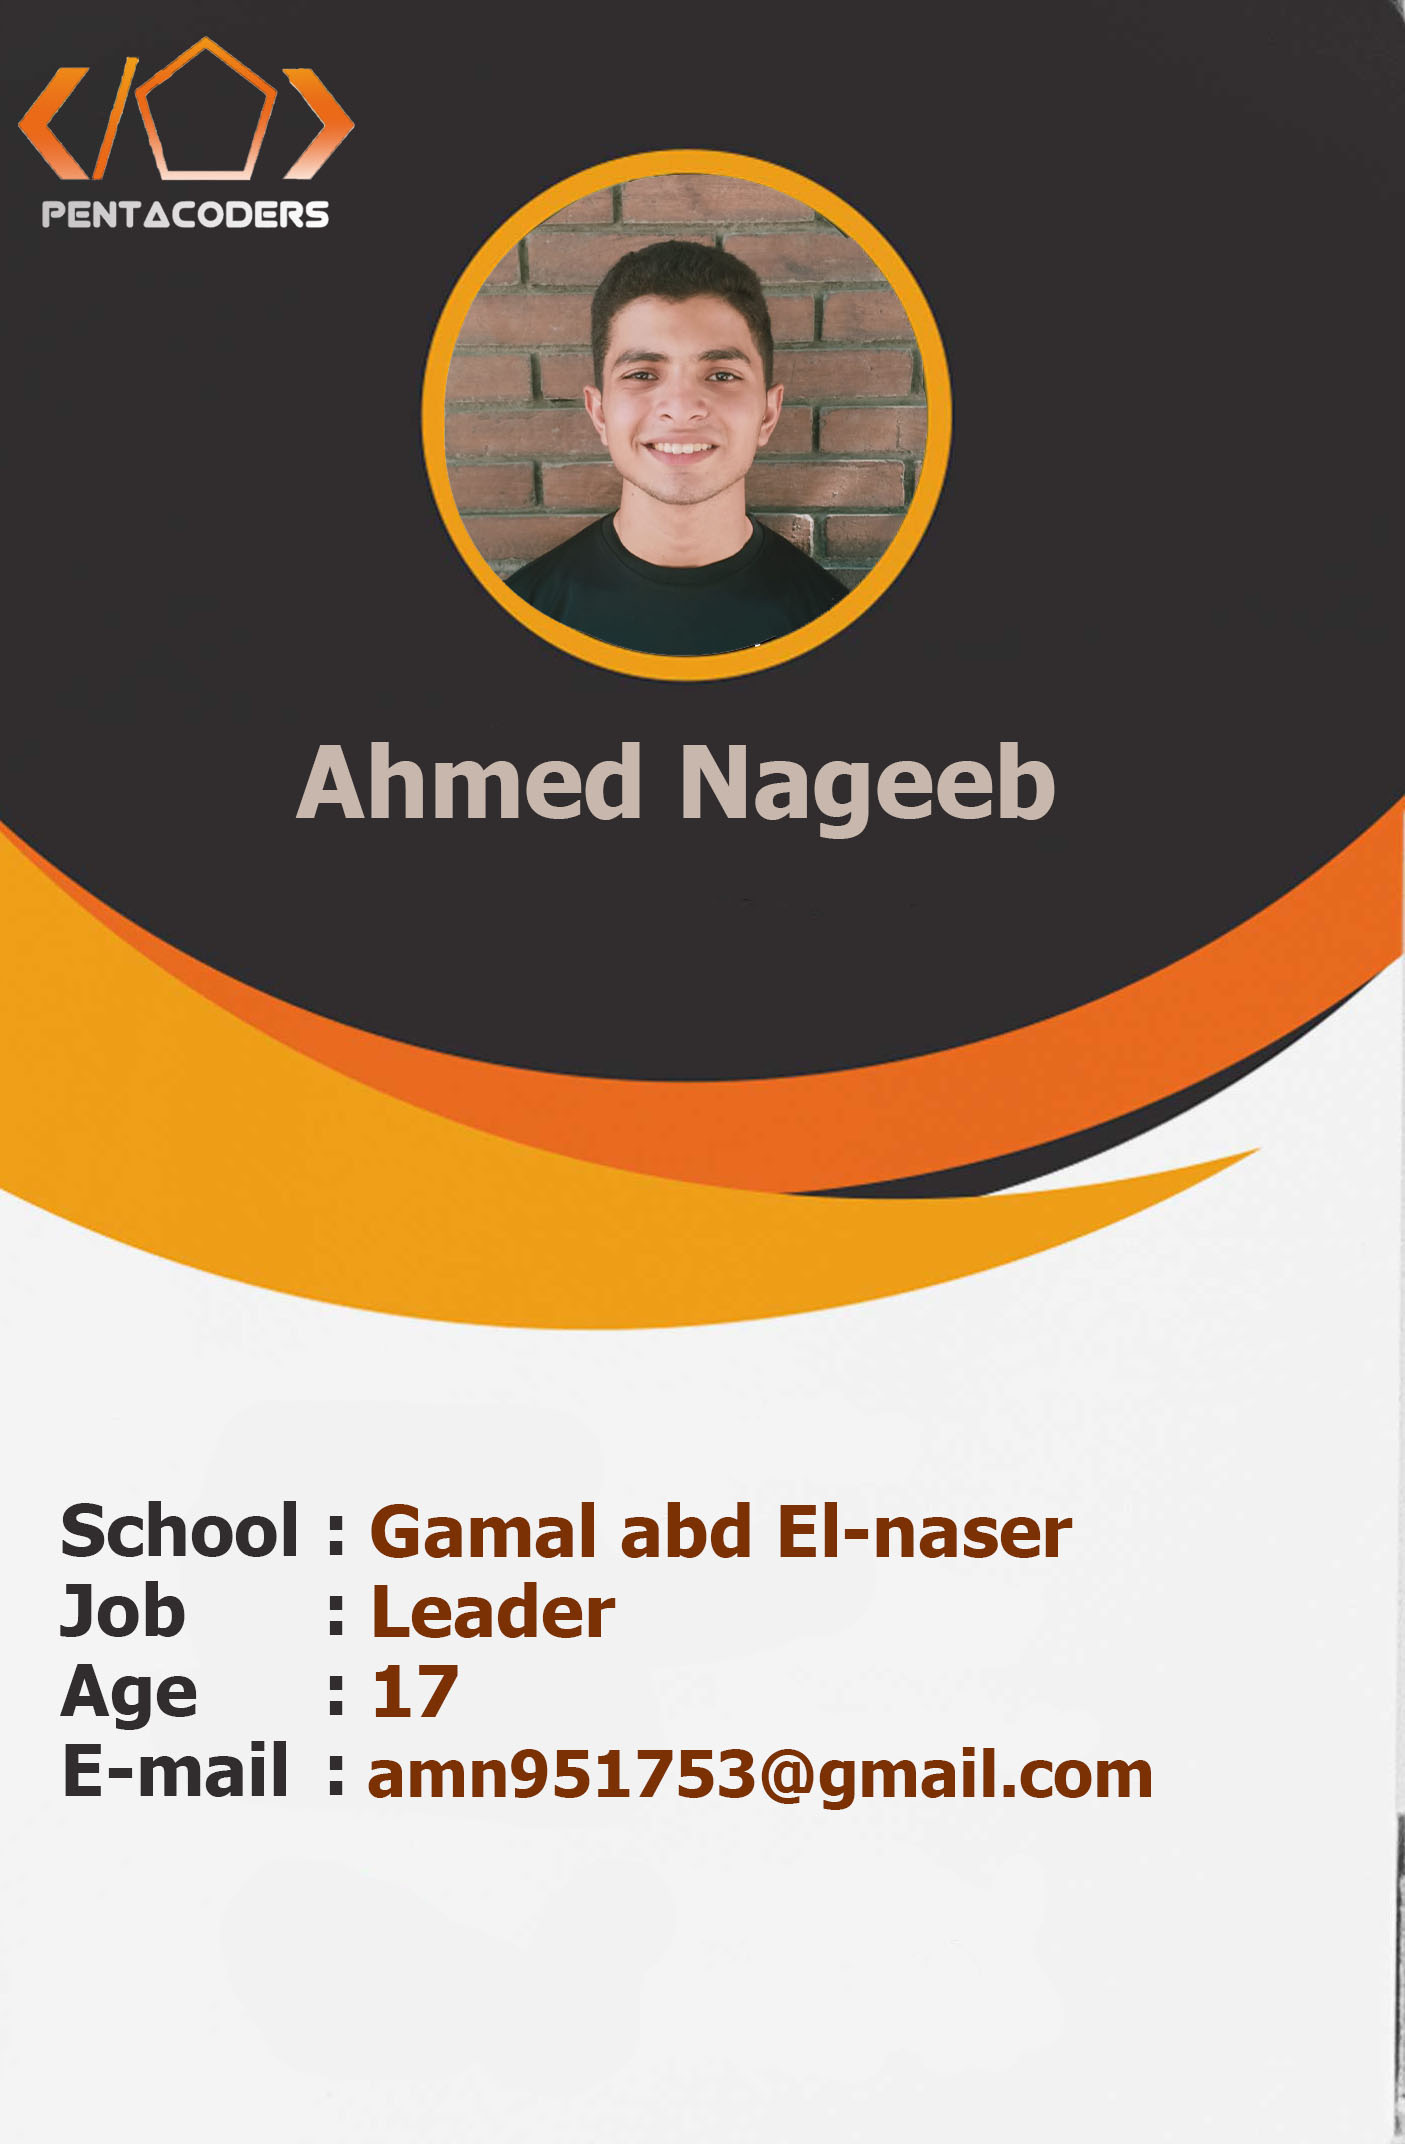 PENTACODERS
Ahmed Nageeb
School : Gamal abd El-naser
Job : Leader
Age : 17
E-mail : amn951753@gmail.com